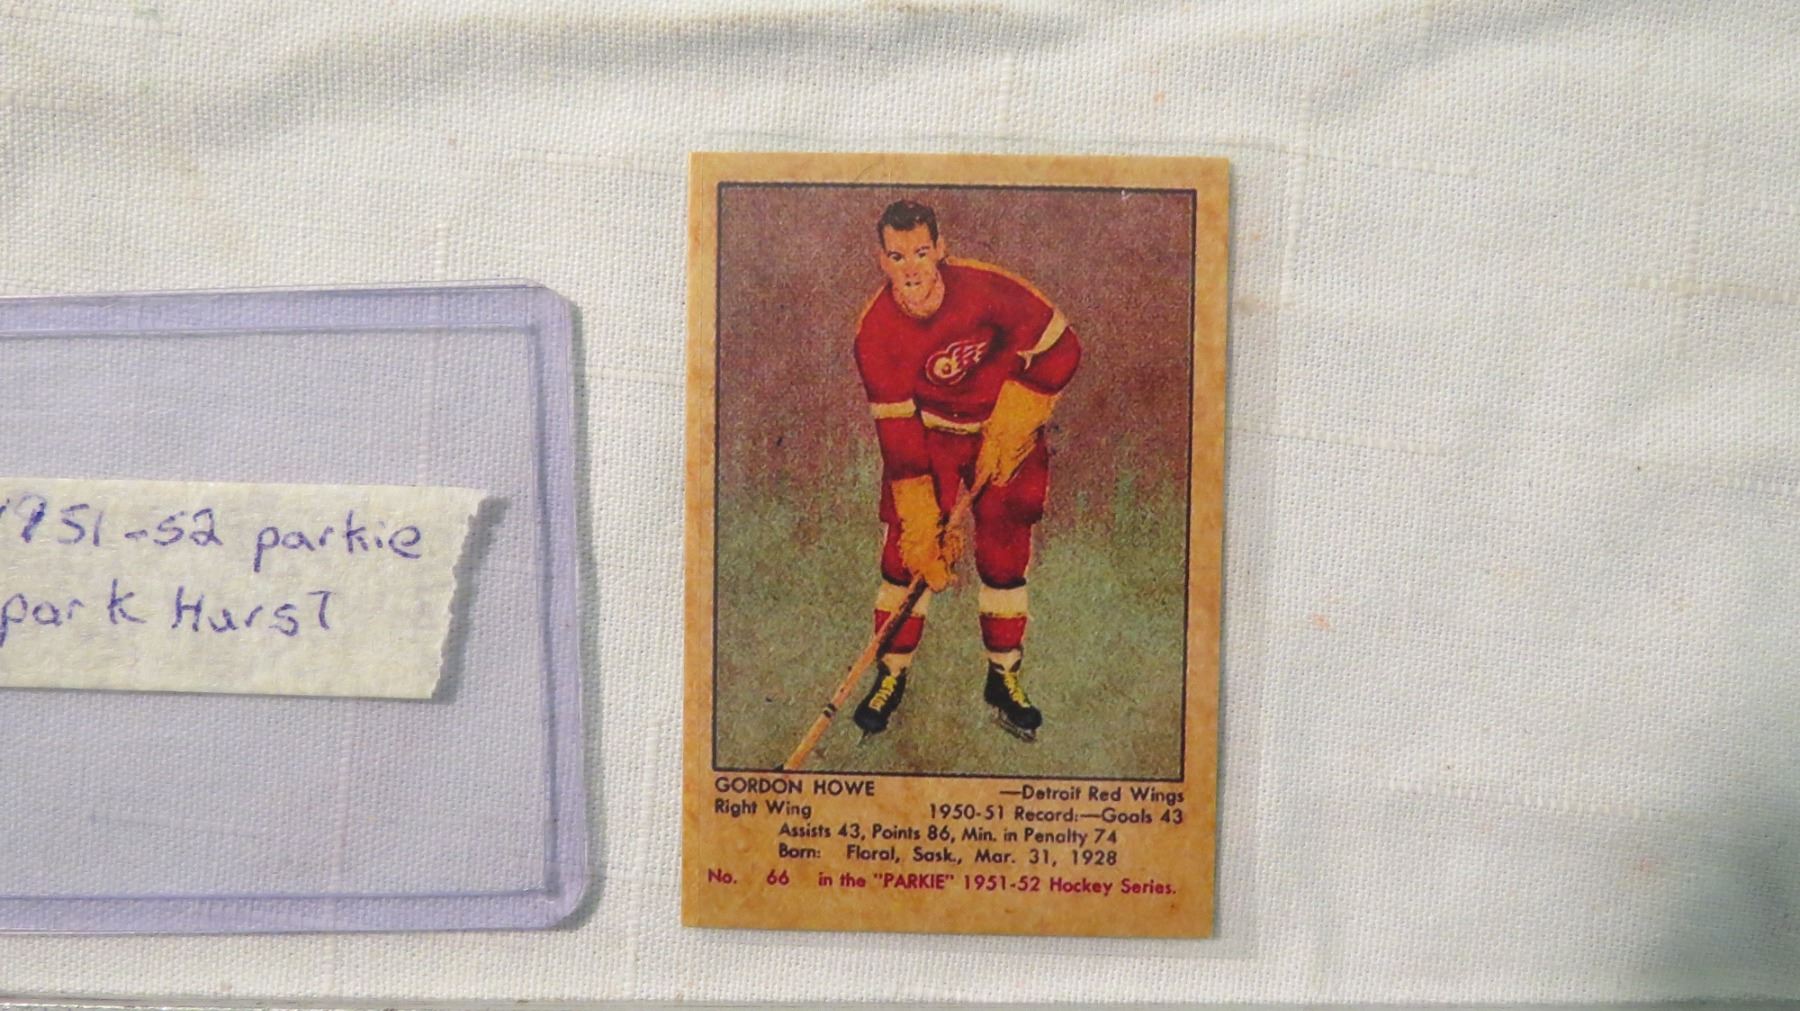 1951-52 parkie
park Hurst
GORDON HOWE —Detroit Red Wings
Right Wing 1950-51 Record:—Goals 43
Assists 43, Points 86, Min. in Penalty 74
Born: Floral, Sask., Mar. 31, 1928
No. 66 in the "PARKIE" 1951-52 Hockey Series.